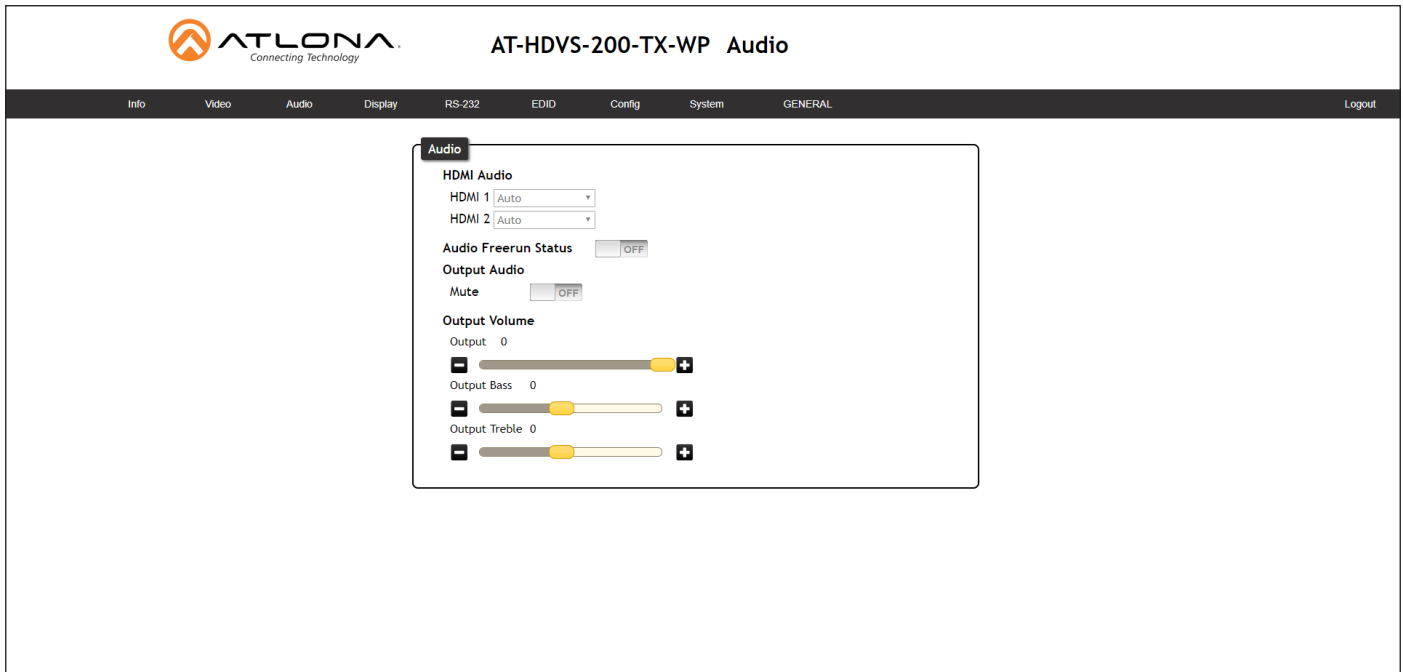 ATLONA.
Connecting Technology
AT-HDVS-200-TX-WP Audio
Info Video Audio Display RS-232 EDID Config System GENERAL Logout
Audio
HDMI Audio
HDMI 1 Auto
HDMI 2 Auto
Audio Freerun Status OFF
Output Audio
Mute OFF
Output Volume
Output 0
Output Bass 0
Output Treble 0